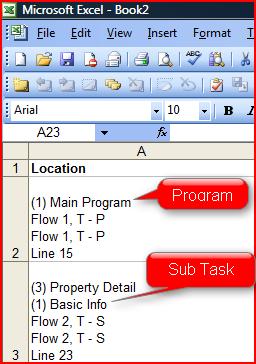 Microsoft Excel - Book2
File Edit View Insert Format
Arial 10 B I
A23 fx
A
1 Location
(1) Main Program
Program
Flow 1, T - P
Flow 1, T - P
2 Line 15
Sub Task
(3) Property Detail
(1) Basic Info
Flow 2, T - S
Flow 2, T - S
3 Line 23